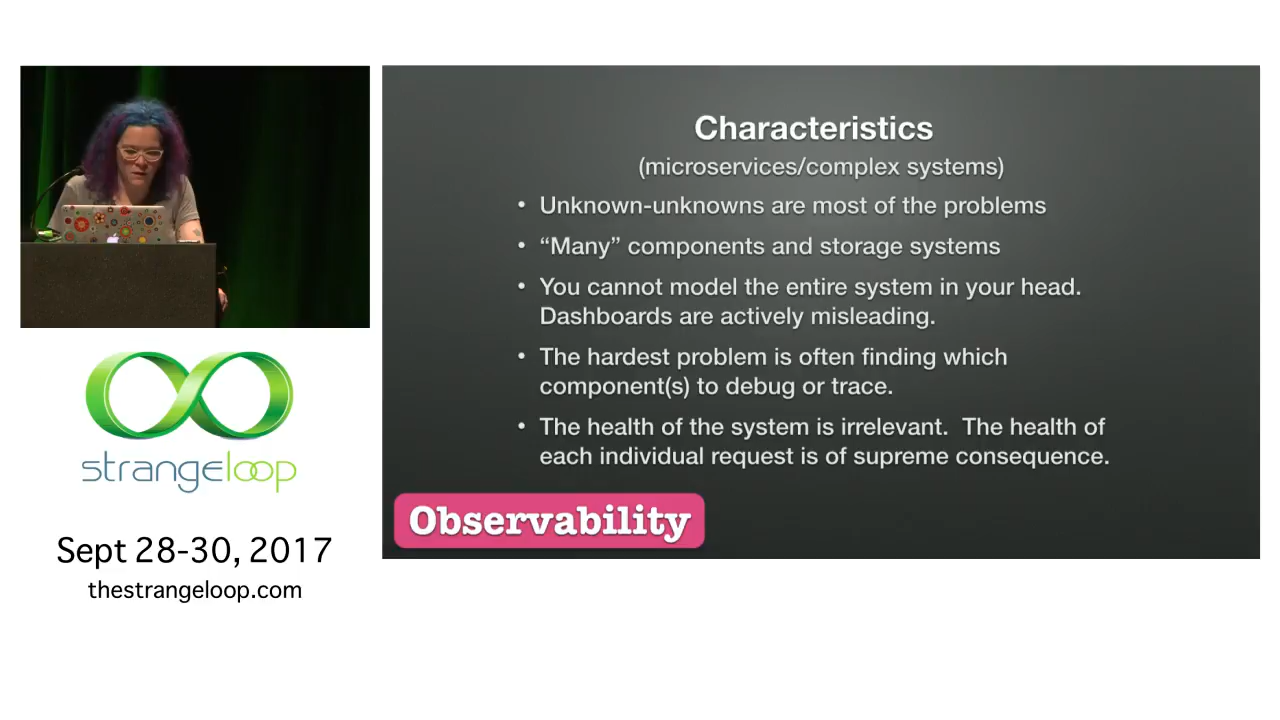 strangeloop
Sept 28-30, 2017
thestrangeloop.com
Characteristics
(microservices/complex systems)
• Unknown-unknowns are most of the problems
• “Many” components and storage systems
• You cannot model the entire system in your head.
Dashboards are actively misleading.
• The hardest problem is often finding which
component(s) to debug or trace.
• The health of the system is irrelevant.  The health of
each individual request is of supreme consequence.
Observability